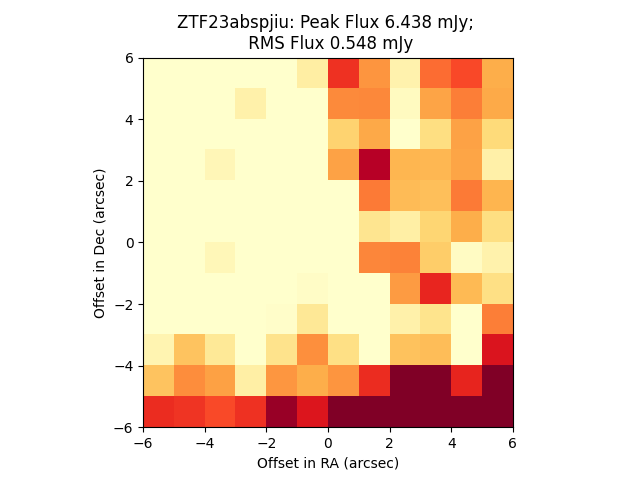 ZTF23abspjiu: Peak Flux 6.438 mJy;
RMS Flux 0.548 mJy
6
4
2
0
−2
−4
−6
Offset in Dec (arcsec)
−6 −4 −2 0 2 4 6
Offset in RA (arcsec)